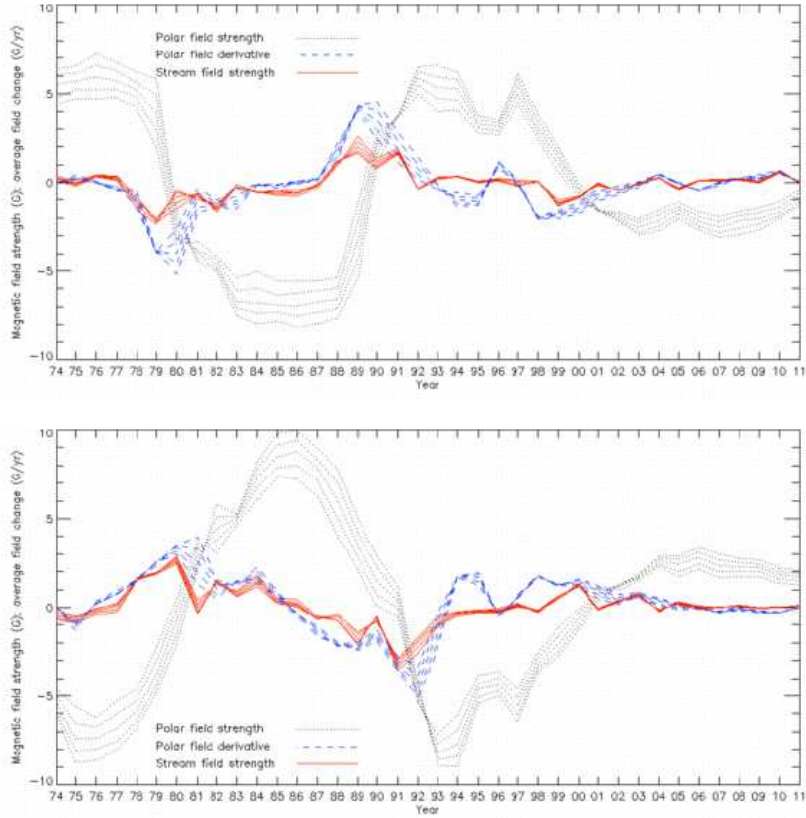 Magnetic field strength (G); average field change (G/yr)
10
5
0
−5
−10
Polar field strength
Polar field derivative
Stream field strength
74 75 76 77 78 79 80 81 82 83 84 85 86 87 88 89 90 91 92 93 94 95 96 97 98 99 00 01 02 03 04 05 06 07 08 09 10 11
Year
Magnetic field strength (G); average field change (G/yr)
10
5
0
−5
−10
Polar field strength
Polar field derivative
Stream field strength
74 75 76 77 78 79 80 81 82 83 84 85 86 87 88 89 90 91 92 93 94 95 96 97 98 99 00 01 02 03 04 05 06 07 08 09 10 11
Year